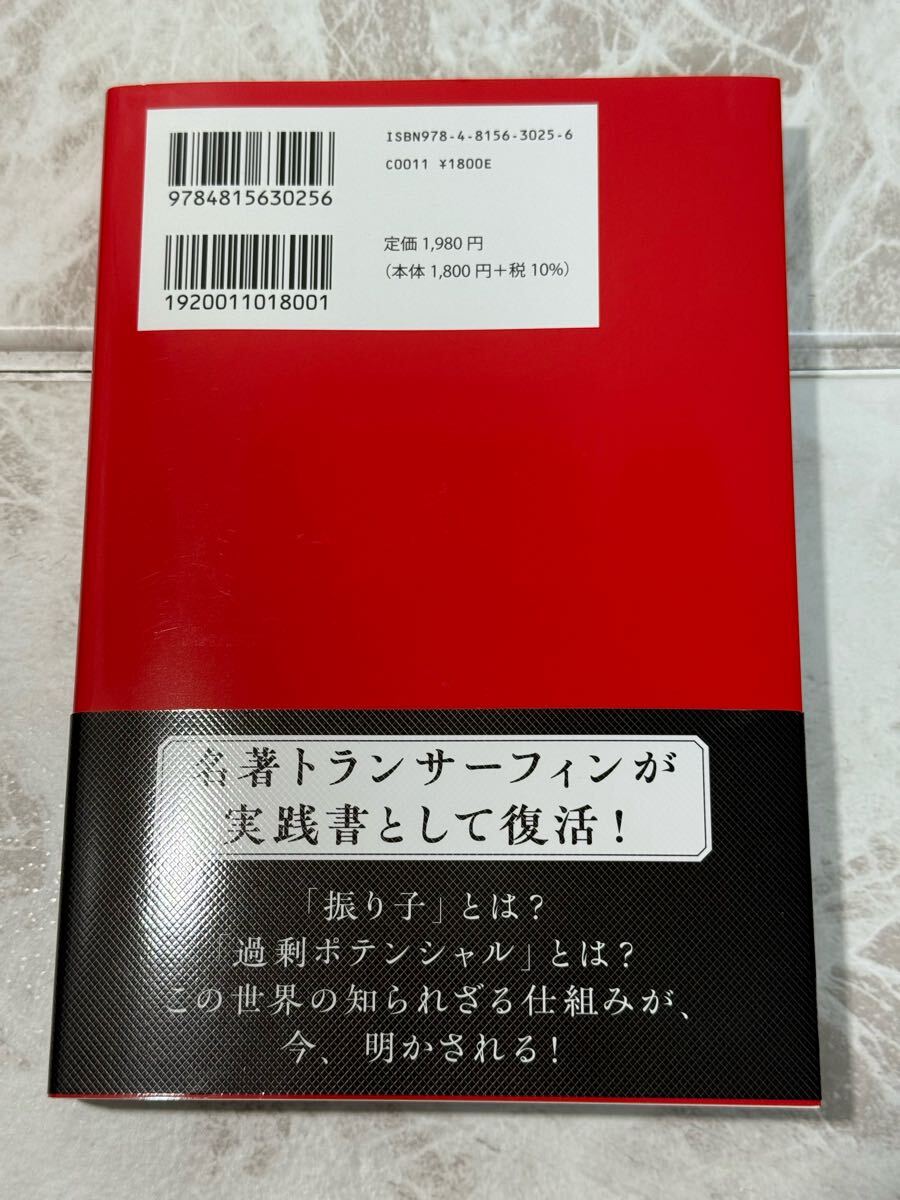 ISBN978-4-8156-3025-6
C0011 ¥1800E
9784815630256
定価 1,980 円
（本体 1,800 円＋税 10%）
1920011018001
名著トランサーフィンが
実践書として復活！
「振り子」とは？
「過剰ポテンシャル」とは？
この世界の知られざる仕組みが、
今、明かされる！